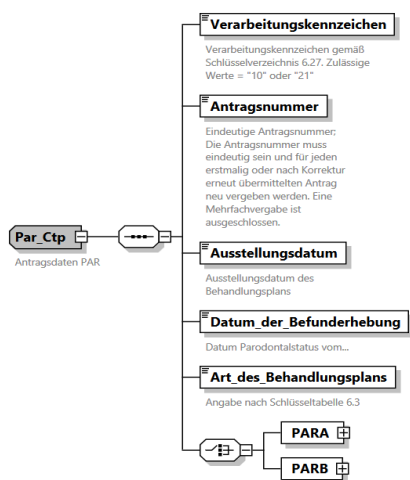 Verarbeitungskennzeichen
Verarbeitungskennzeichen gemäß
Schlüsselverzeichnis 6.27. Zulässige
Werte = "10" oder "21"
Antragsnummer
Eindeutige Antragsnummer:
Die Antragsnummer muss
eindeutig sein und für jeden
erstmalig oder nach Korrektur
erneut übermittelten Antrag
neu vergeben werden. Eine
Mehrfachvergabe ist
ausgeschlossen.
Par_Ctp
Antragsdaten PAR
Ausstellungsdatum
Ausstellungsdatum des
Behandlungsplans
Datum_der_Befunderhebung
Datum Parodontalstatus vom...
Art_des_Behandlungsplans
Angabe nach Schlüsseltabelle 6.3
PARA
PARB